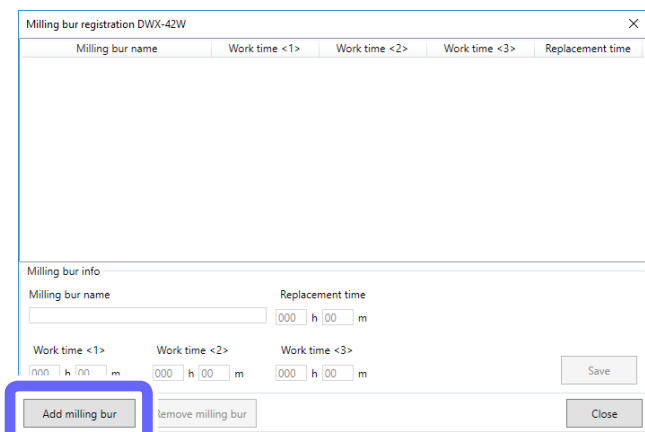 Milling bur registration DWX-42W
Milling bur name Work time <1> Work time <2> Work time <3> Replacement time
Milling bur info
Milling bur name Replacement time
000 h 00 m
Work time <1> Work time <2> Work time <3>
000 h 00 m 000 h 00 m 000 h 00 m
Save
Add milling bur Remove milling bur Close